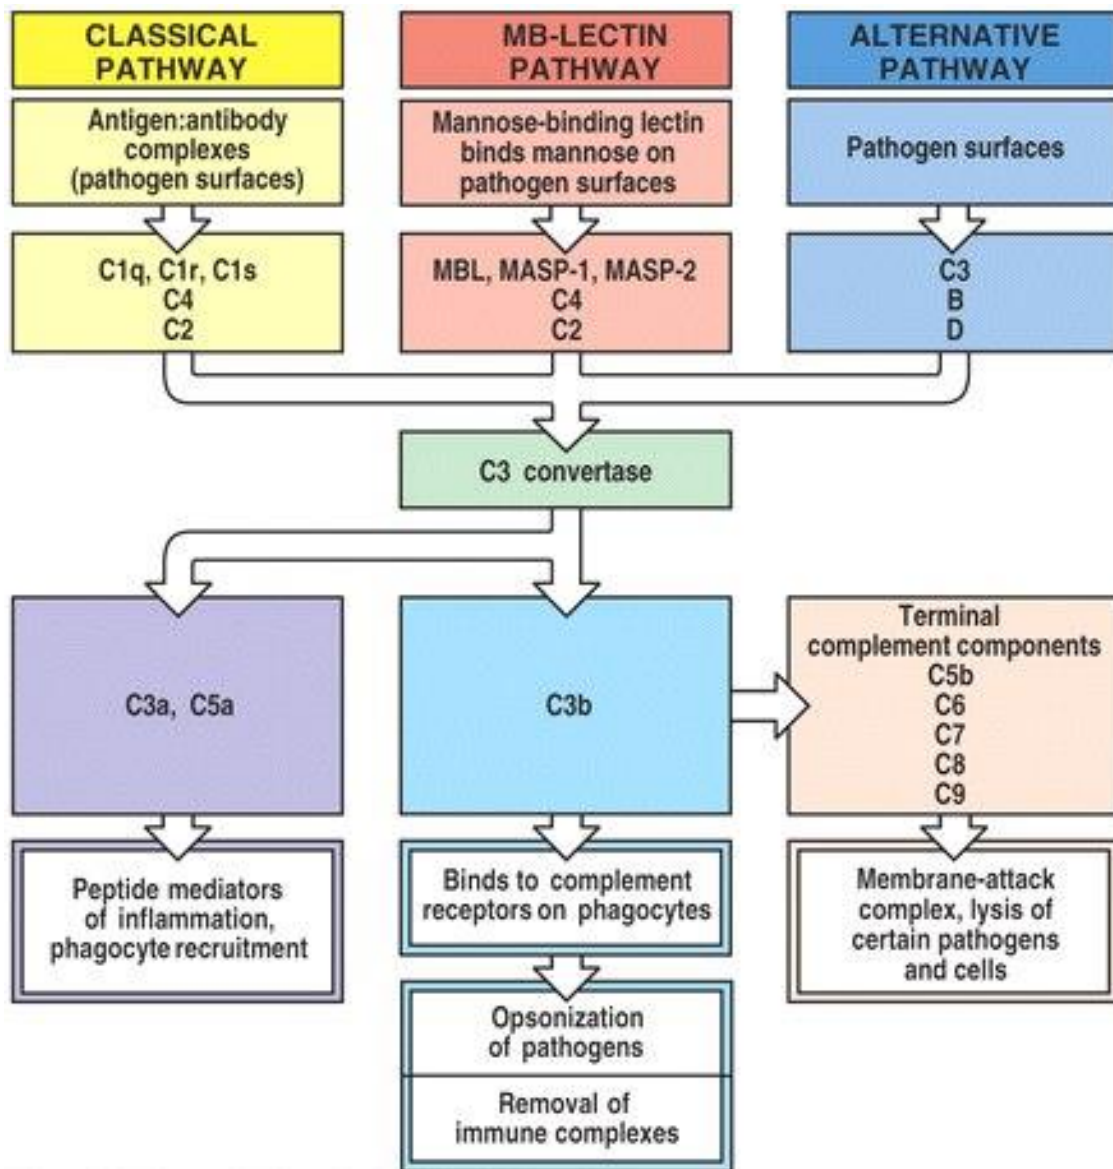 CLASSICAL
PATHWAY
MB-LECTIN
PATHWAY
ALTERNATIVE
PATHWAY
Antigen:antibody
complexes
(pathogen surfaces)
Mannose-binding lectin
binds mannose on
pathogen surfaces
Pathogen surfaces
C1q, C1r, C1s
C4
C2
MBL, MASP-1, MASP-2
C4
C2
C3
B
D
C3 convertase
C3a, C5a
C3b
Terminal
complement components
C5b
C6
C7
C8
C9
Peptide mediators
of inflammation,
phagocyte recruitment
Binds to complement
receptors on phagocytes
Membrane-attack
complex, lysis of
certain pathogens
and cells
Opsonization
of pathogens
Removal of
immune complexes